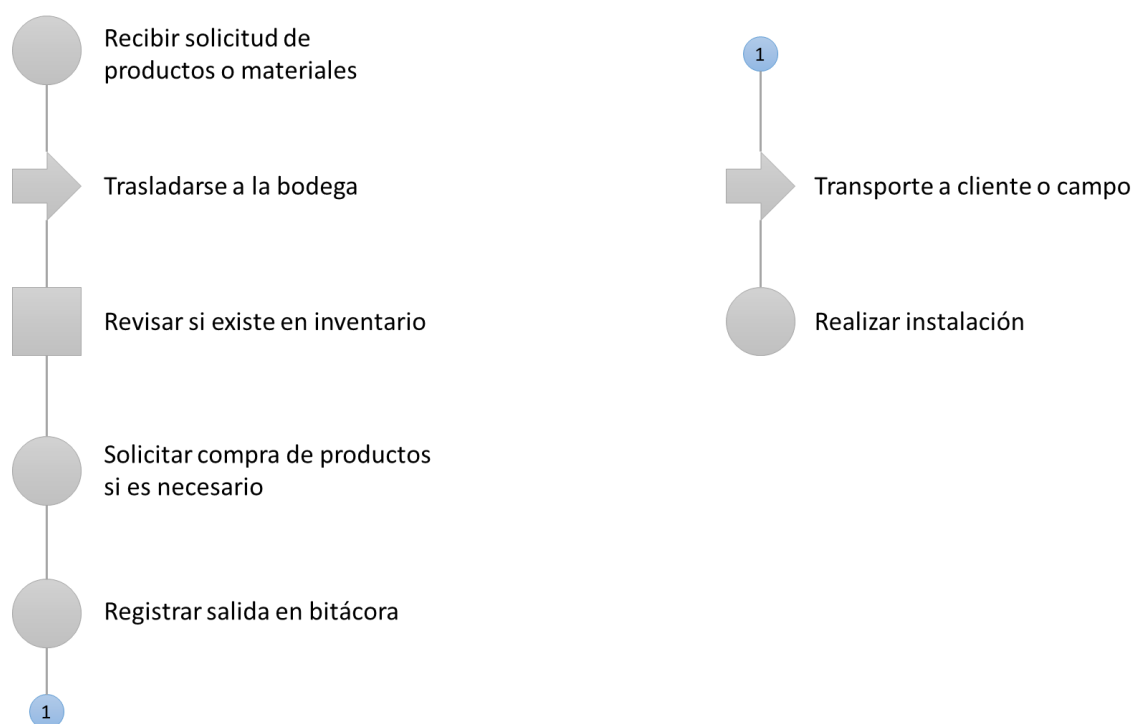 Recibir solicitud de
productos o materiales
Trasladarse a la bodega
Revisar si existe en inventario
Solicitar compra de productos
si es necesario
Registrar salida en bitácora
1
1
Transporte a cliente o campo
Realizar instalación